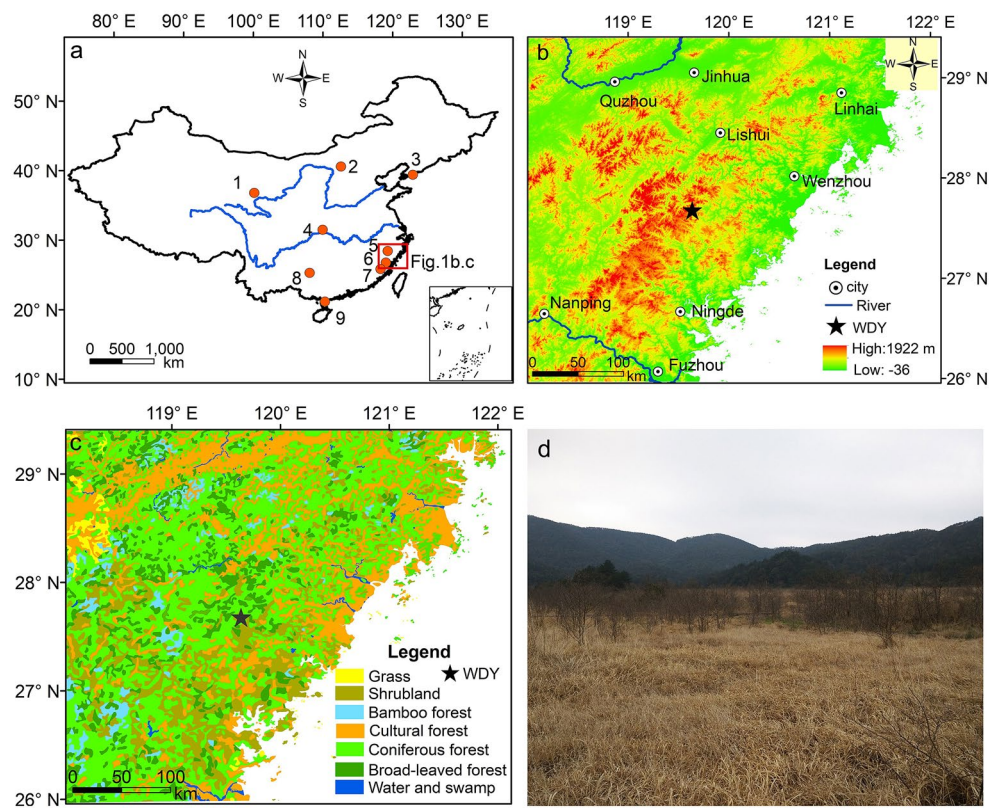 80° E 90° E 100° E 110° E 120° E 130° E
a
N
W E
S
50° N
40° N
30° N
20° N
10° N
1
2
3
4
5
6
7
8
9
Fig.1b.c
0 500 1,000
km
119° E 120° E 121° E 122° E
b
N
W E
S
29° N
28° N
27° N
26° N
Jinhua
Quzhou
Linhai
Lishui
Wenzhou
Nanping
Ningde
Fuzhou
Legend
city
River
WDY
High:1922 m
Low: -36
0 50 100
km
119° E 120° E 121° E 122° E
c
29° N
28° N
27° N
26° N
Legend
WDY
Grass
Shrubland
Bamboo forest
Cultural forest
Coniferous forest
Broad-leaved forest
Water and swamp
0 50 100
km
d